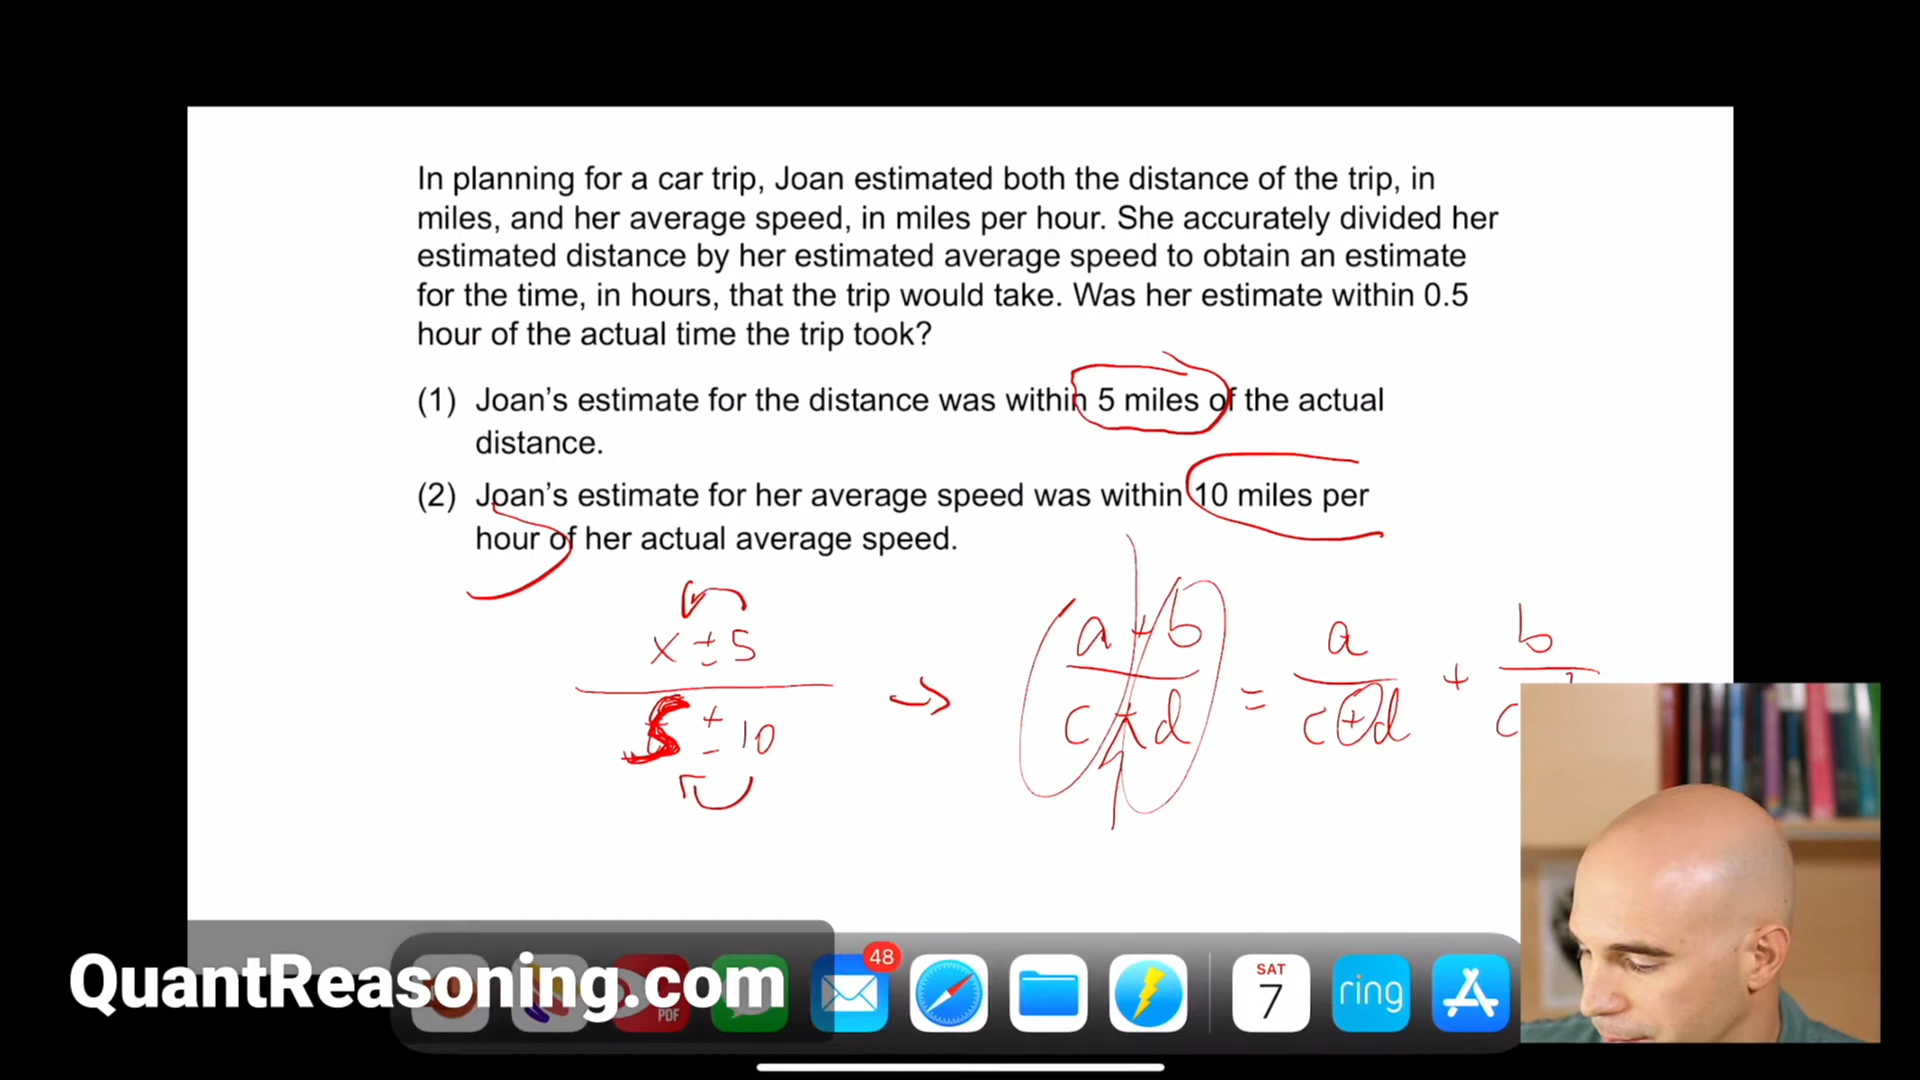 In planning for a car trip, Joan estimated both the distance of the trip, in
miles, and her average speed, in miles per hour. She accurately divided her
estimated distance by her estimated average speed to obtain an estimate
for the time, in hours, that the trip would take. Was her estimate within 0.5
hour of the actual time the trip took?
(1) Joan’s estimate for the distance was within 5 miles of the actual
distance.
(2) Joan’s estimate for her average speed was within 10 miles per
hour of her actual average speed.
x ± 5
5 ± 10
→
a + b
c + d
=
a
c + d
+
b
c
QuantReasoning.com
PDF
48
SAT
7
ring